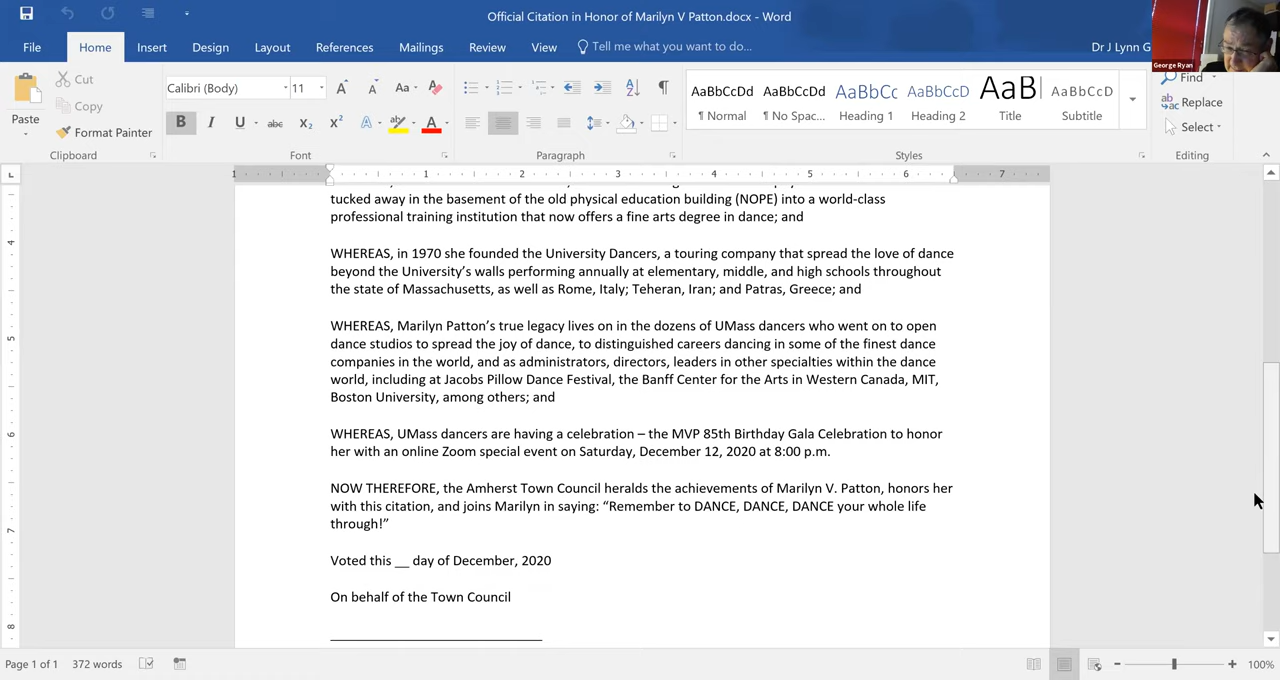 Official Citation in Honor of Marilyn V Patton.docx - Word
File Home Insert Design Layout References Mailings Review View Tell me what you want to do... Dr J Lynn G
George Ryan
Paste
Cut
Copy
Format Painter
Clipboard
Calibri (Body) 11
Font
Paragraph
AaBbCcDd AaBbCcDd AaBbCc AaBbCcD AaB AaBbCcD
¶ Normal ¶ No Spac... Heading 1 Heading 2 Title Subtitle
Styles
Find
Replace
Select
Editing
1 1 2 3 4 5 6 7
tucked away in the basement of the old physical education building (NOPE) into a world-class
professional training institution that now offers a fine arts degree in dance; and
WHEREAS, in 1970 she founded the University Dancers, a touring company that spread the love of dance
beyond the University’s walls performing annually at elementary, middle, and high schools throughout
the state of Massachusetts, as well as Rome, Italy; Teheran, Iran; and Patras, Greece; and
WHEREAS, Marilyn Patton’s true legacy lives on in the dozens of UMass dancers who went on to open
dance studios to spread the joy of dance, to distinguished careers dancing in some of the finest dance
companies in the world, and as administrators, directors, leaders in other specialties within the dance
world, including at Jacobs Pillow Dance Festival, the Banff Center for the Arts in Western Canada, MIT,
Boston University, among others; and
WHEREAS, UMass dancers are having a celebration – the MVP 85th Birthday Gala Celebration to honor
her with an online Zoom special event on Saturday, December 12, 2020 at 8:00 p.m.
NOW THEREFORE, the Amherst Town Council heralds the achievements of Marilyn V. Patton, honors her
with this citation, and joins Marilyn in saying: “Remember to DANCE, DANCE, DANCE your whole life
through!”
Voted this __ day of December, 2020
On behalf of the Town Council
Page 1 of 1 372 words 100%